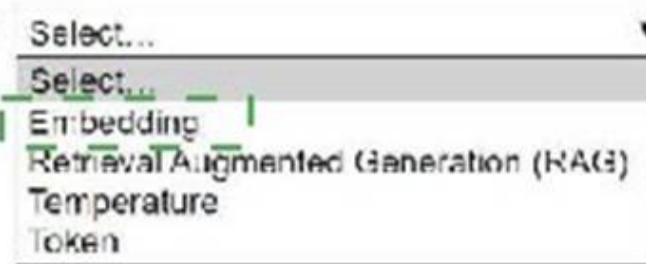 Select...
Select...
Embedding
Retrieval Augmented Generation (RAG)
Temperature
Token